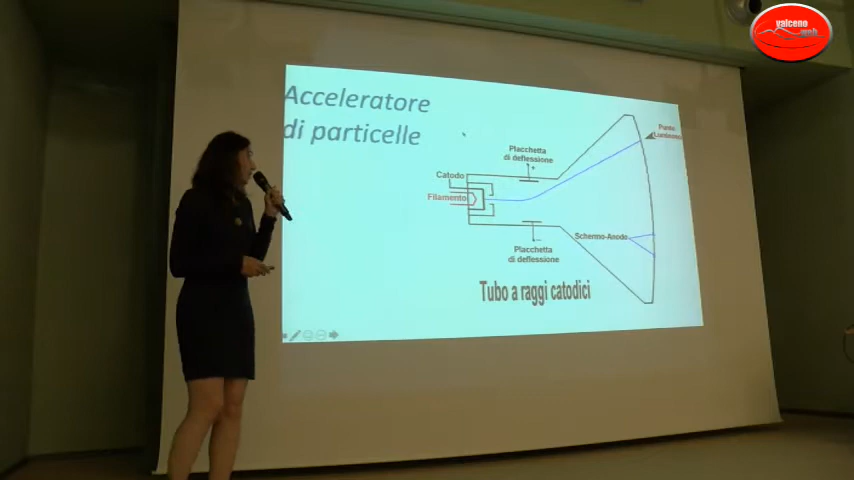 valceno
web
Acceleratore
di particelle
Placchetta
di deflessione
+
Punto
Luminoso
Catodo
Filamento
Schermo-Anodo
Placchetta
di deflessione
Tubo a raggi catodici